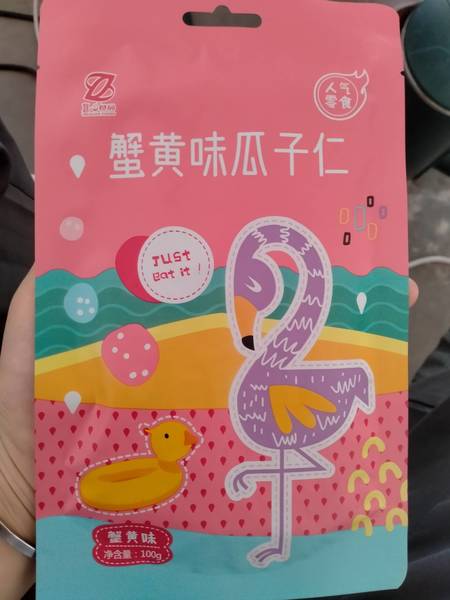 人气
零食
蟹黄味瓜子仁
JUST
Eat it !
蟹黄味
净含量：100g